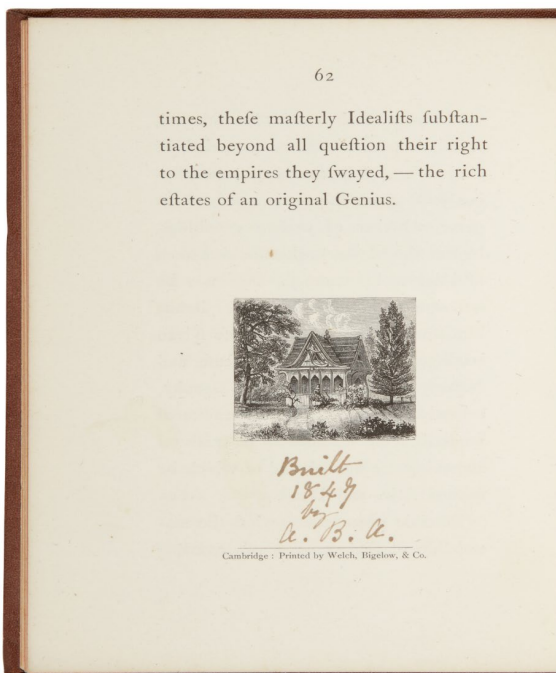 62
times, theſe maſterly Idealiſts ſubſtan-
tiated beyond all queſtion their right
to the empires they ſwayed, — the rich
eſtates of an original Genius.
Built
1847
by
A. B. A.
Cambridge : Printed by Welch, Bigelow, & Co.